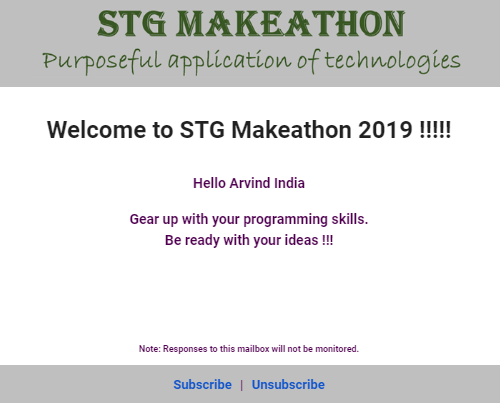 STG MAKEATHON
Purposeful application of technologies
Welcome to STG Makeathon 2019 !!!!!
Hello Arvind India
Gear up with your programming skills.
Be ready with your ideas !!!
Note: Responses to this mailbox will not be monitored.
Subscribe | Unsubscribe